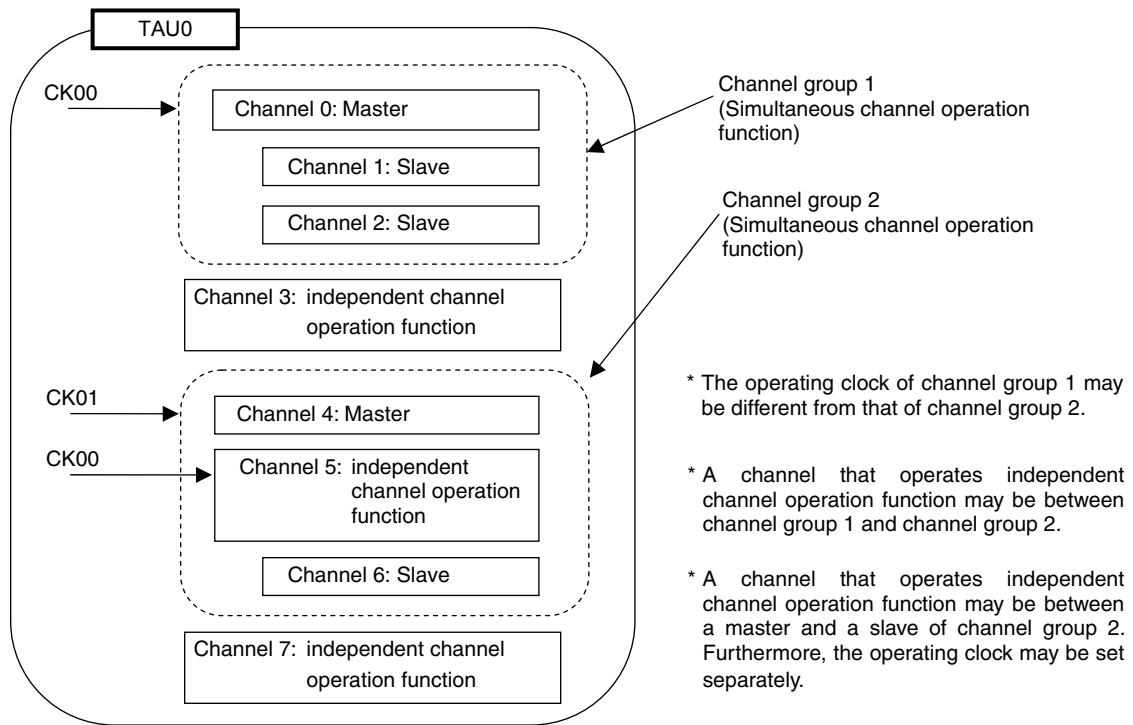 TAU0
CK00
Channel 0: Master
Channel 1: Slave
Channel 2: Slave
Channel group 1
(Simultaneous channel operation
function)
Channel 3: independent channel
operation function
Channel group 2
(Simultaneous channel operation
function)
CK01
Channel 4: Master
CK00
Channel 5: independent
channel operation
function
Channel 6: Slave
Channel 7: independent channel
operation function
* The operating clock of channel group 1 may
be different from that of channel group 2.
* A channel that operates independent
channel operation function may be between
channel group 1 and channel group 2.
* A channel that operates independent
channel operation function may be between
a master and a slave of channel group 2.
Furthermore, the operating clock may be set
separately.